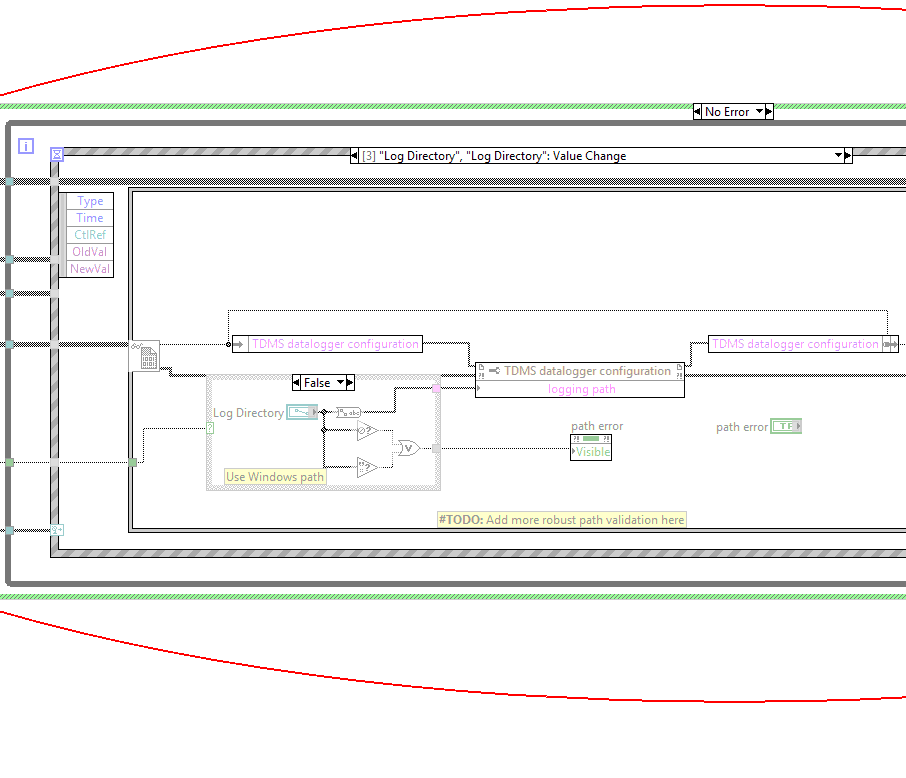 No Error
i
[3] "Log Directory", "Log Directory": Value Change
Type
Time
CtlRef
OldVal
NewVal
TDMS datalogger configuration
TDMS datalogger configuration
TDMS datalogger configuration
logging path
False
Log Directory
abc
path error
Visible
path error
TF
Use Windows path
#TODO: Add more robust path validation here